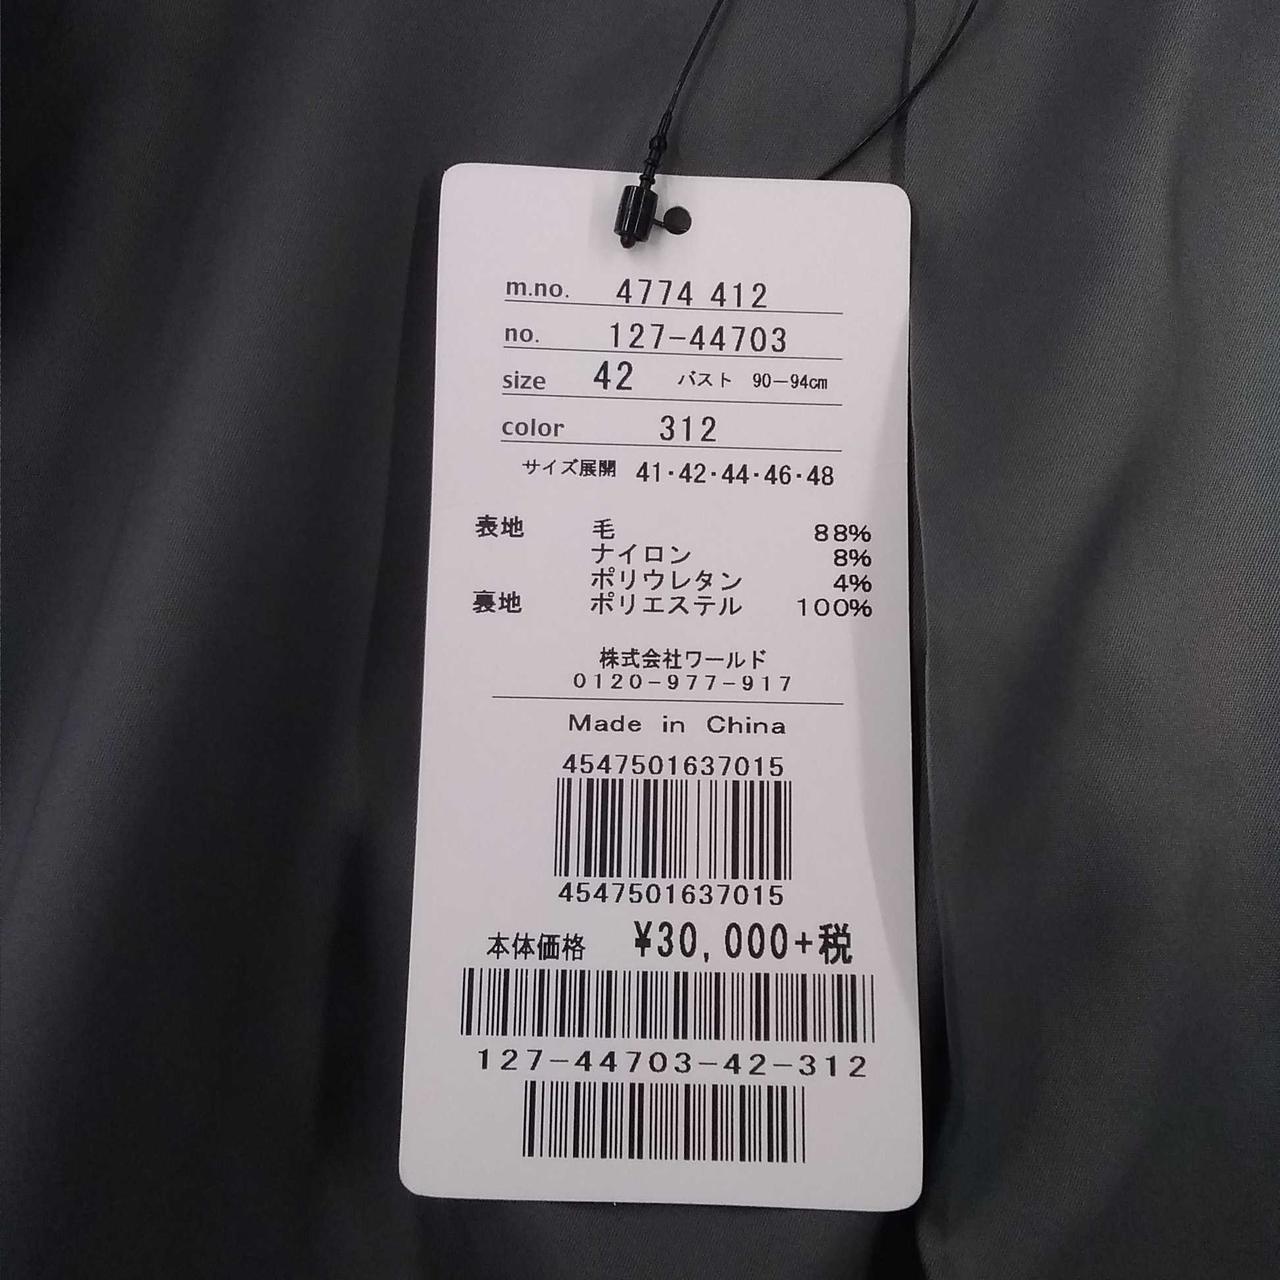 m.no. 4774 412
no. 127-44703
size 42 バスト 90-94cm
color 312
サイズ展開 41・42・44・46・48
表地 毛 88%
ナイロン 8%
ポリウレタン 4%
裏地 ポリエステル 100%
株式会社ワールド
0120-977-917
Made in China
4547501637015
4547501637015
本体価格 ¥30,000+税
127-44703-42-312